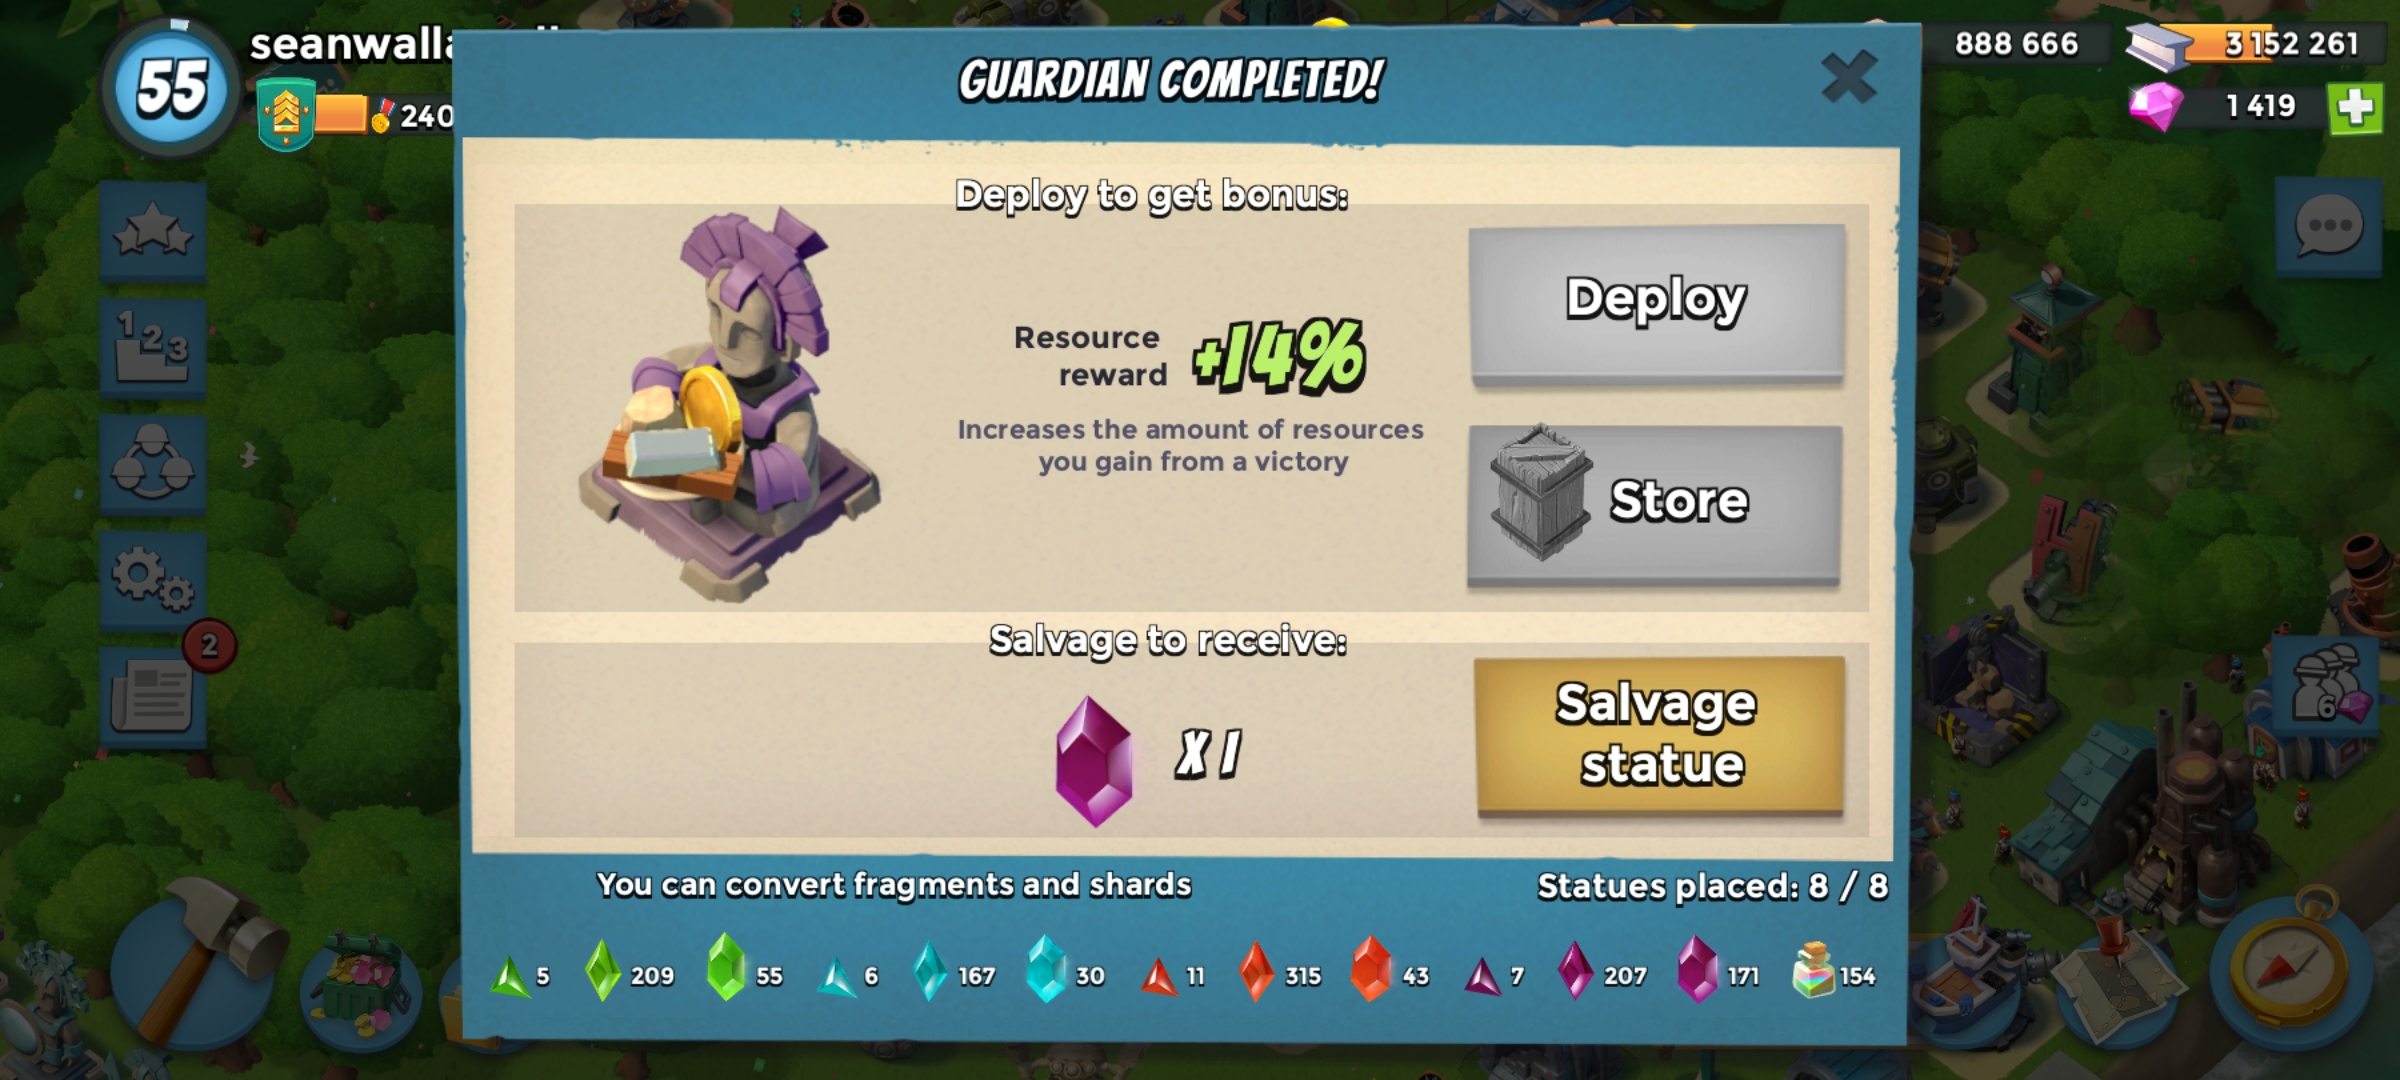 55
240
GUARDIAN COMPLETED!
888 666
3 152 261
1 419
Deploy to get bonus:
Resource
reward
+14%
Increases the amount of resources
you gain from a victory
Deploy
Store
Salvage to receive:
X 1
Salvage
statue
1 2 3
2
6
You can convert fragments and shards
Statues placed: 8 / 8
5 209 55 6 167 30 11 315 43 7 207 171 154